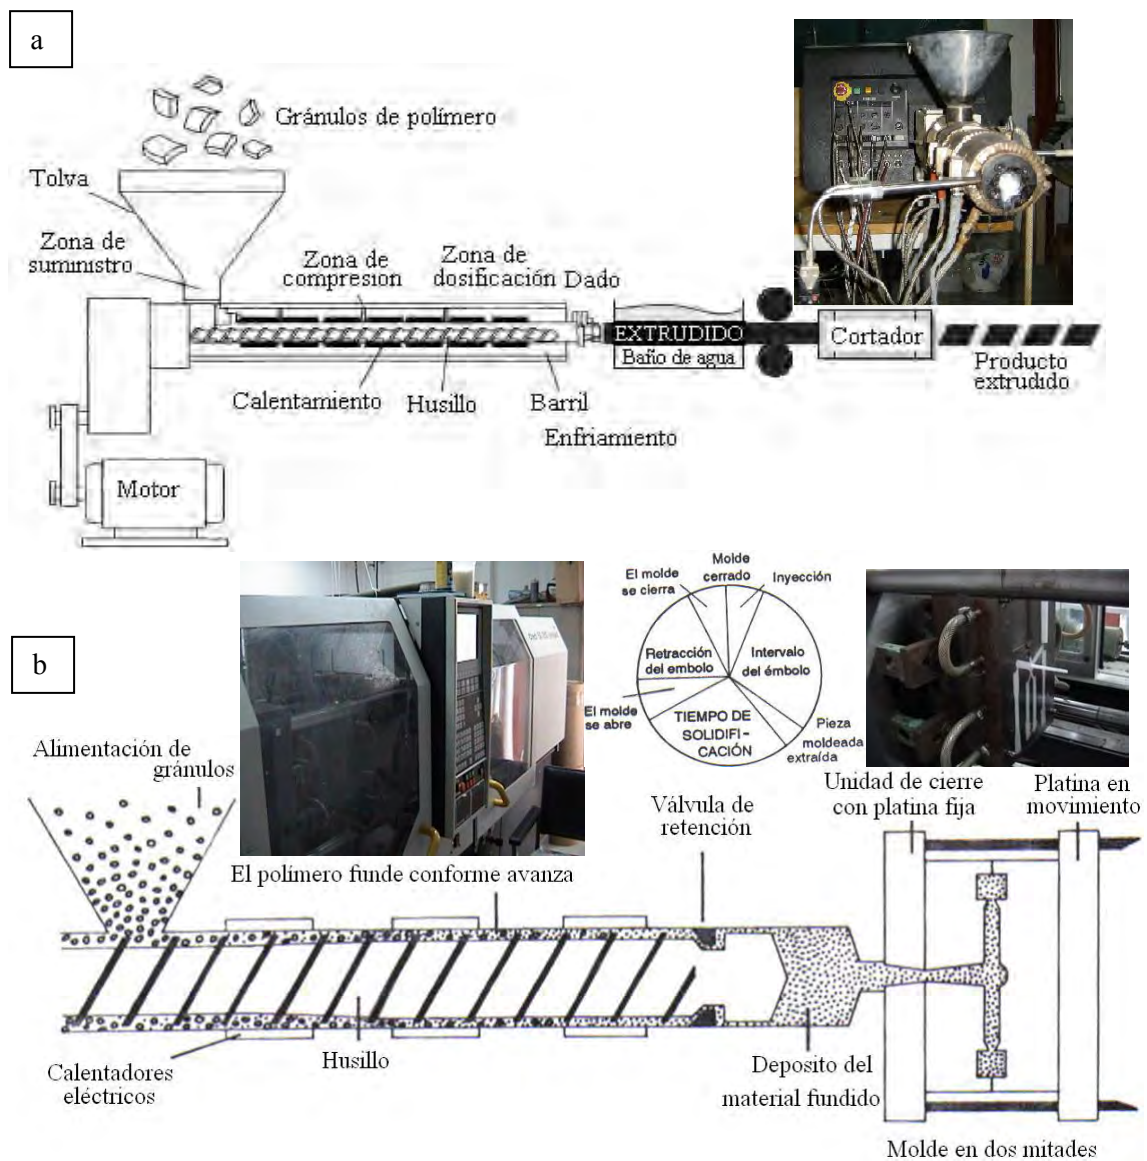 a
Gránulos de polímero
Tolva
Zona de
suministro
Zona de
compresion
Zona de
dosificación
Dado
EXTRUDIDO
Baño de agua
Cortador
Producto
extrudido
Calentamiento
Husillo
Barril
Enfriamiento
Motor
b
El molde
se cierra
Molde
cerrado
Inyección
Retracción
del embolo
Intervalo
del émbolo
El molde
se abre
TIEMPO DE
SOLIDIFI-
CACIÓN
Pieza
moldeada
extraída
Alimentación de
gránulos
El polímero funde conforme avanza
Válvula de
retención
Unidad de cierre
con platina fija
Platina en
movimiento
Calentadores
eléctricos
Husillo
Deposito del
material fundido
Molde en dos mitades